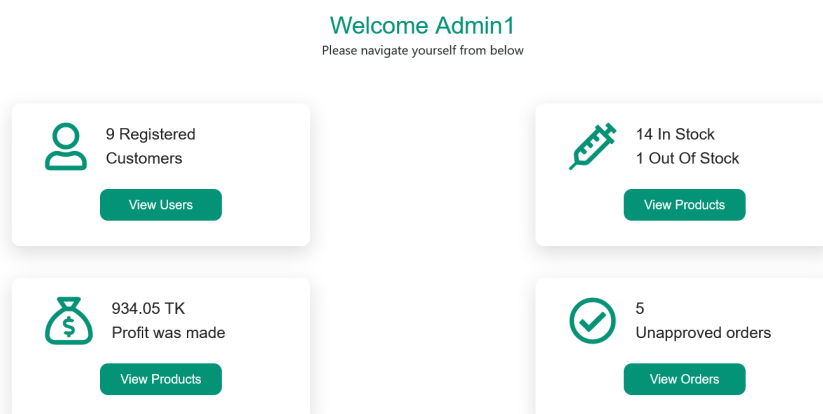 Welcome Admin1
Please navigate yourself from below
9 Registered
Customers
View Users
14 In Stock
1 Out Of Stock
View Products
934.05 TK
Profit was made
View Products
5
Unapproved orders
View Orders